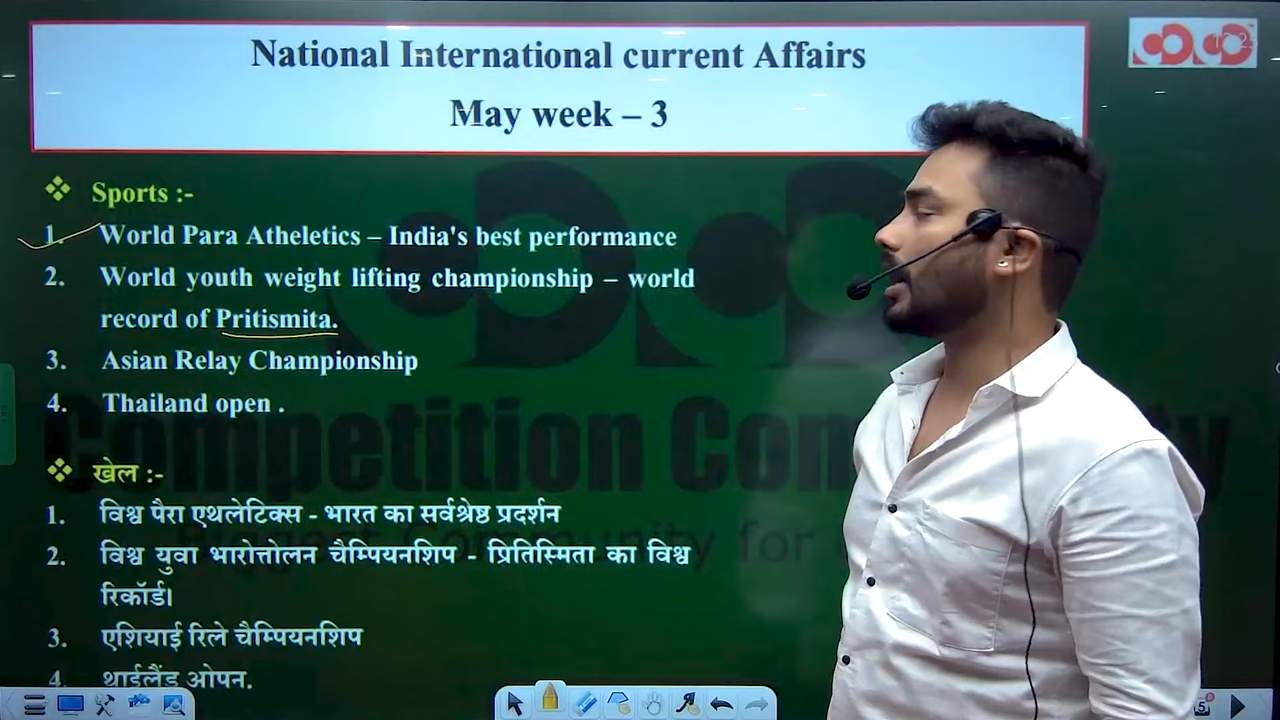 National International current Affairs
May week – 3
❖ Sports :-
1. World Para Atheletics – India's best performance
2. World youth weight lifting championship – world
record of Pritismita.
3. Asian Relay Championship
4. Thailand open .
❖ खेल :-
1. विश्व पैरा एथलेटिक्स - भारत का सर्वश्रेष्ठ प्रदर्शन
2. विश्व युवा भारोत्तोलन चैम्पियनशिप - प्रितिस्मिता का विश्व
रिकॉर्ड।
3. एशियाई रिले चैम्पियनशिप
4. थाईलैंड ओपन.
Competition Com
Community for